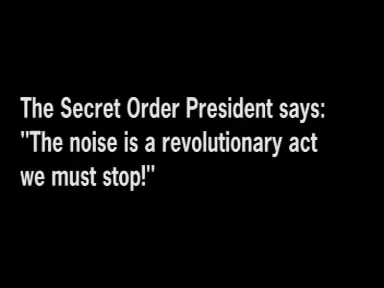 The Secret Order President says:
"The noise is a revolutionary act
we must stop!"